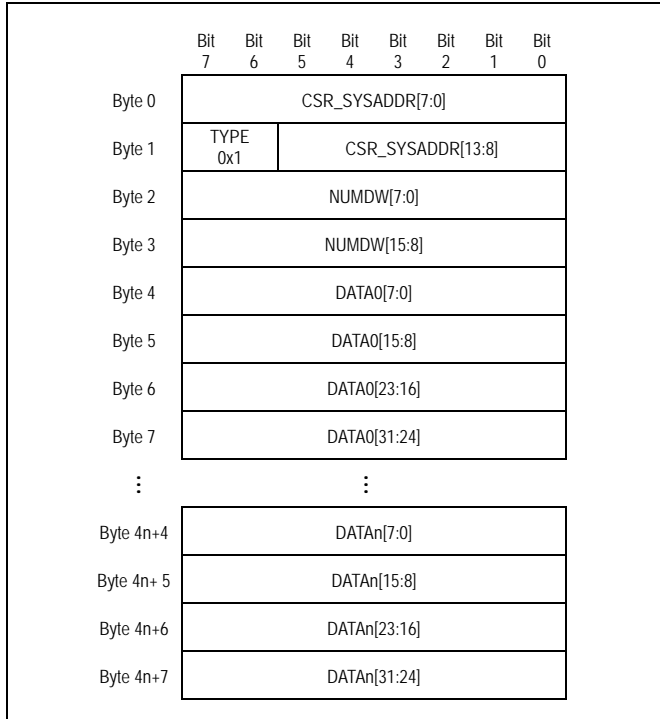 Bit Bit Bit Bit Bit Bit Bit Bit
7 6 5 4 3 2 1 0
Byte 0 CSR_SYSADDR[7:0]
Byte 1 TYPE 0x1 CSR_SYSADDR[13:8]
Byte 2 NUMDW[7:0]
Byte 3 NUMDW[15:8]
Byte 4 DATA0[7:0]
Byte 5 DATA0[15:8]
Byte 6 DATA0[23:16]
Byte 7 DATA0[31:24]
⋮ ⋮
Byte 4n+4 DATAn[7:0]
Byte 4n+ 5 DATAn[15:8]
Byte 4n+6 DATAn[23:16]
Byte 4n+7 DATAn[31:24]